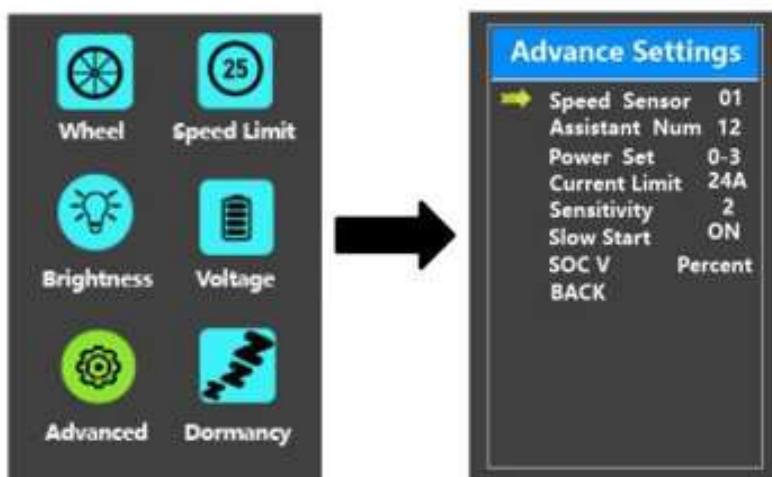 25
Wheel Speed Limit
Brightness Voltage
Advanced Dormancy
Advance Settings
Speed Sensor 01
Assistant Num 12
Power Set 0-3
Current Limit 24A
Sensitivity 2
Slow Start ON
SOC V Percent
BACK